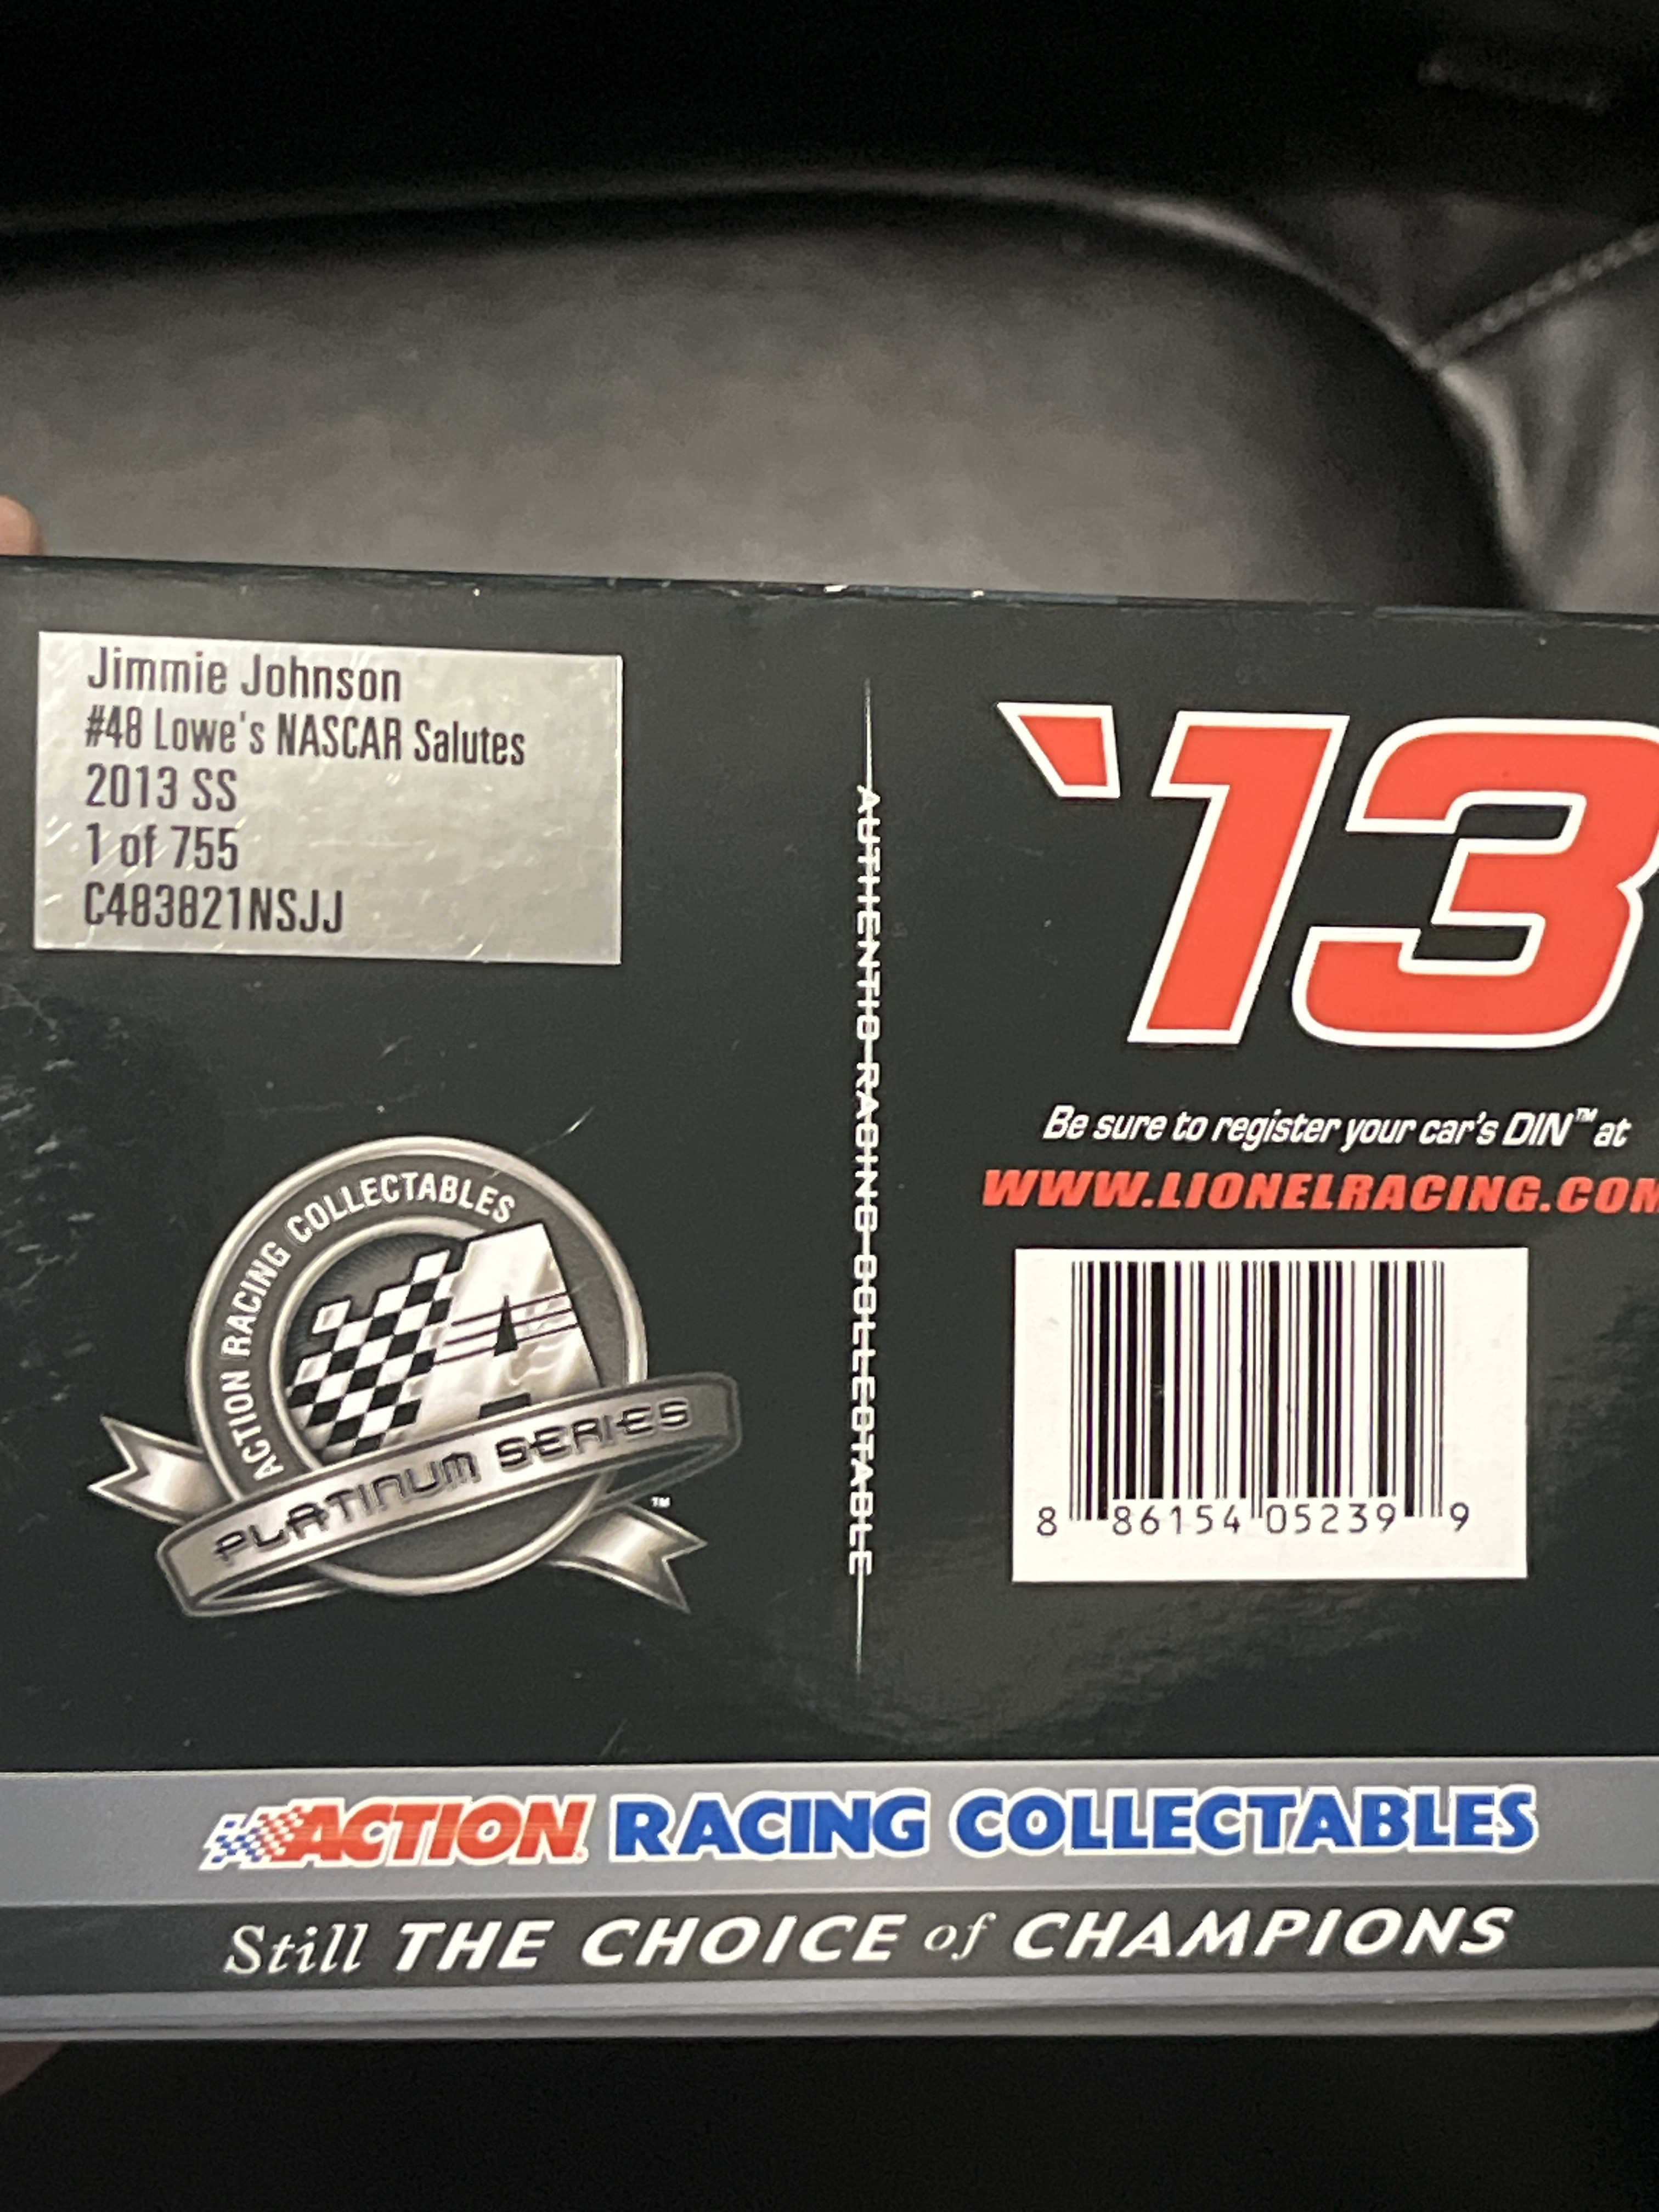 Jimmie Johnson
#48 Lowe's NASCAR Salutes
2013 SS
1 of 755
C483821NSJJ
ACTION RACING COLLECTABLES
A
PLATINUM SERIES
™
AUTHENTIC RACING COLLECTABLE
'13
Be sure to register your car's DIN™ at
WWW.LIONELRACING.COM
8 86154 05239 9
ACTION RACING COLLECTABLES
Still THE CHOICE of CHAMPIONS